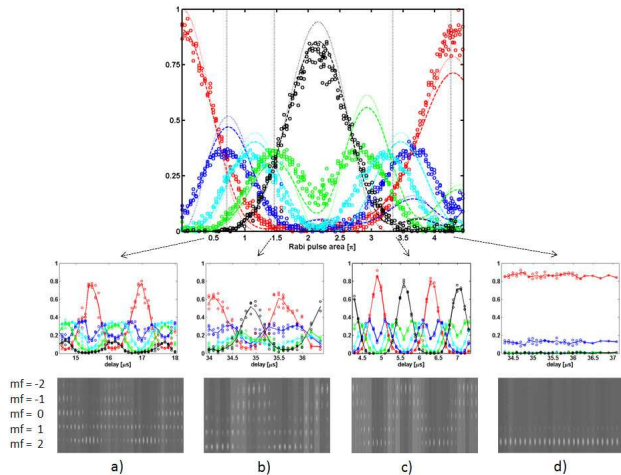 1
0.75
0.5
0.25
0
0.5 1 1.5 2 2.5 3 3.5 4
Rabi pulse area [π]
1 1 1 1
0.8 0.8 0.8 0.8
0.6 0.6 0.6 0.6
0.4 0.4 0.4 0.4
0.2 0.2 0.2 0.2
0 0 0 0
15 16 17 18 34 34.5 35 35.5 36 4.5 5 5.5 6 6.5 7 34.5 35 35.5 36 36.5 37
delay [μs] delay [μs] delay [μs] delay [μs]
mf = -2
mf = -1
mf = 0
mf = 1
mf = 2
a) b) c) d)